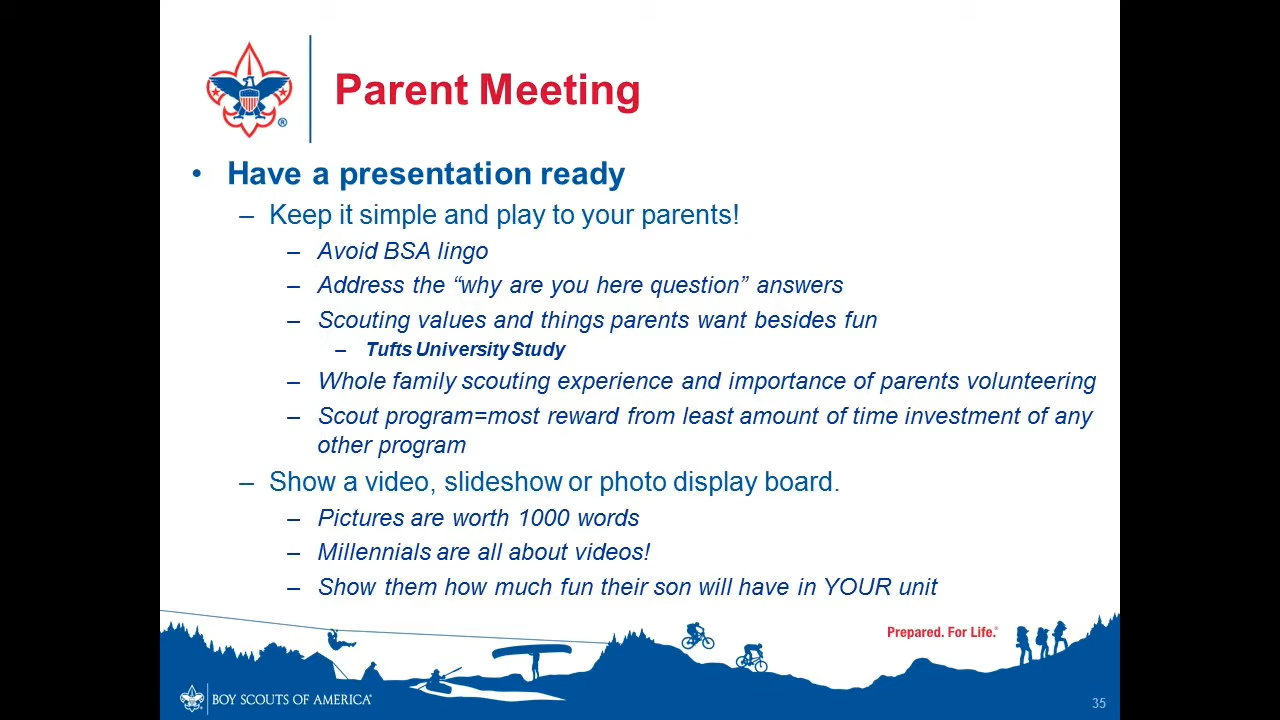 Parent Meeting
• Have a presentation ready
– Keep it simple and play to your parents!
– Avoid BSA lingo
– Address the “why are you here question” answers
– Scouting values and things parents want besides fun
– Tufts University Study
– Whole family scouting experience and importance of parents volunteering
– Scout program=most reward from least amount of time investment of any
other program
– Show a video, slideshow or photo display board.
– Pictures are worth 1000 words
– Millennials are all about videos!
– Show them how much fun their son will have in YOUR unit
Prepared. For Life.®
BOY SCOUTS OF AMERICA®
35